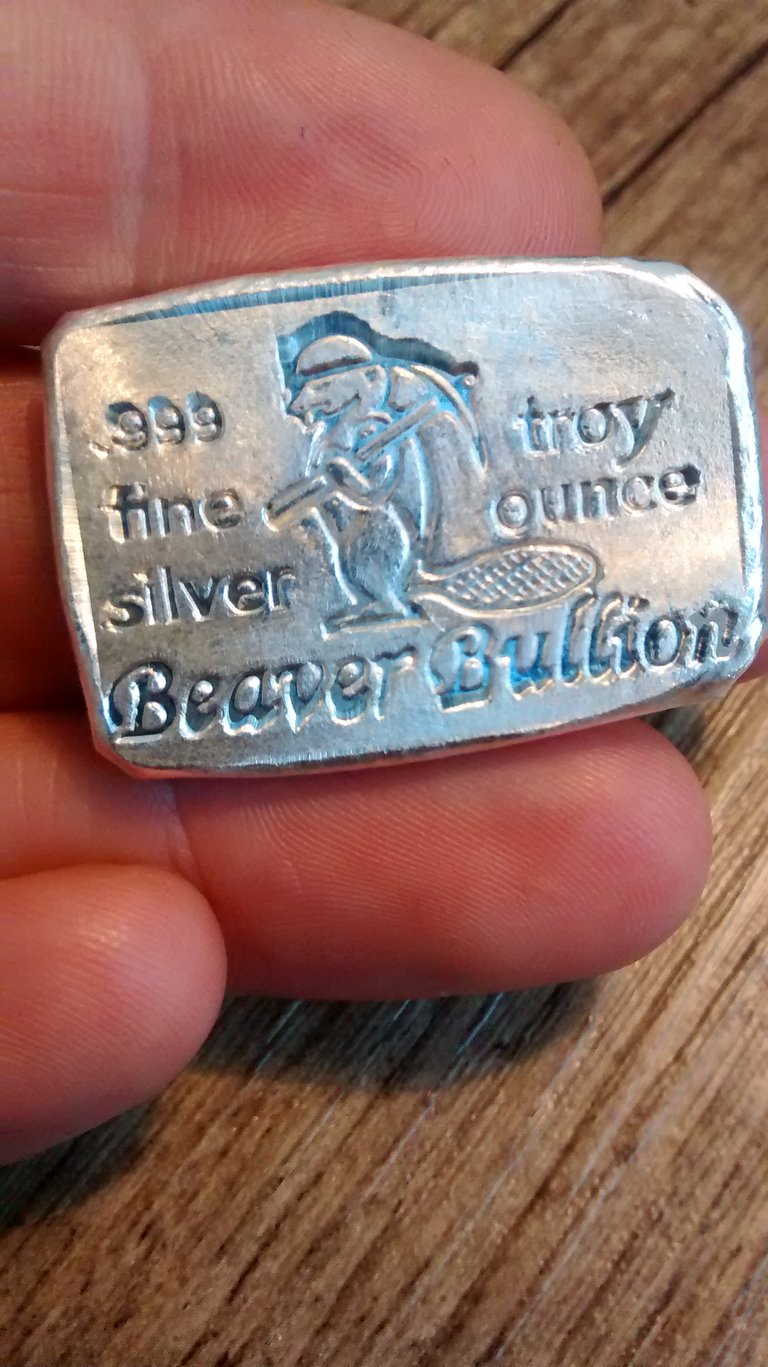 .999 troy
fine ounce
silver
Beaver Bullion